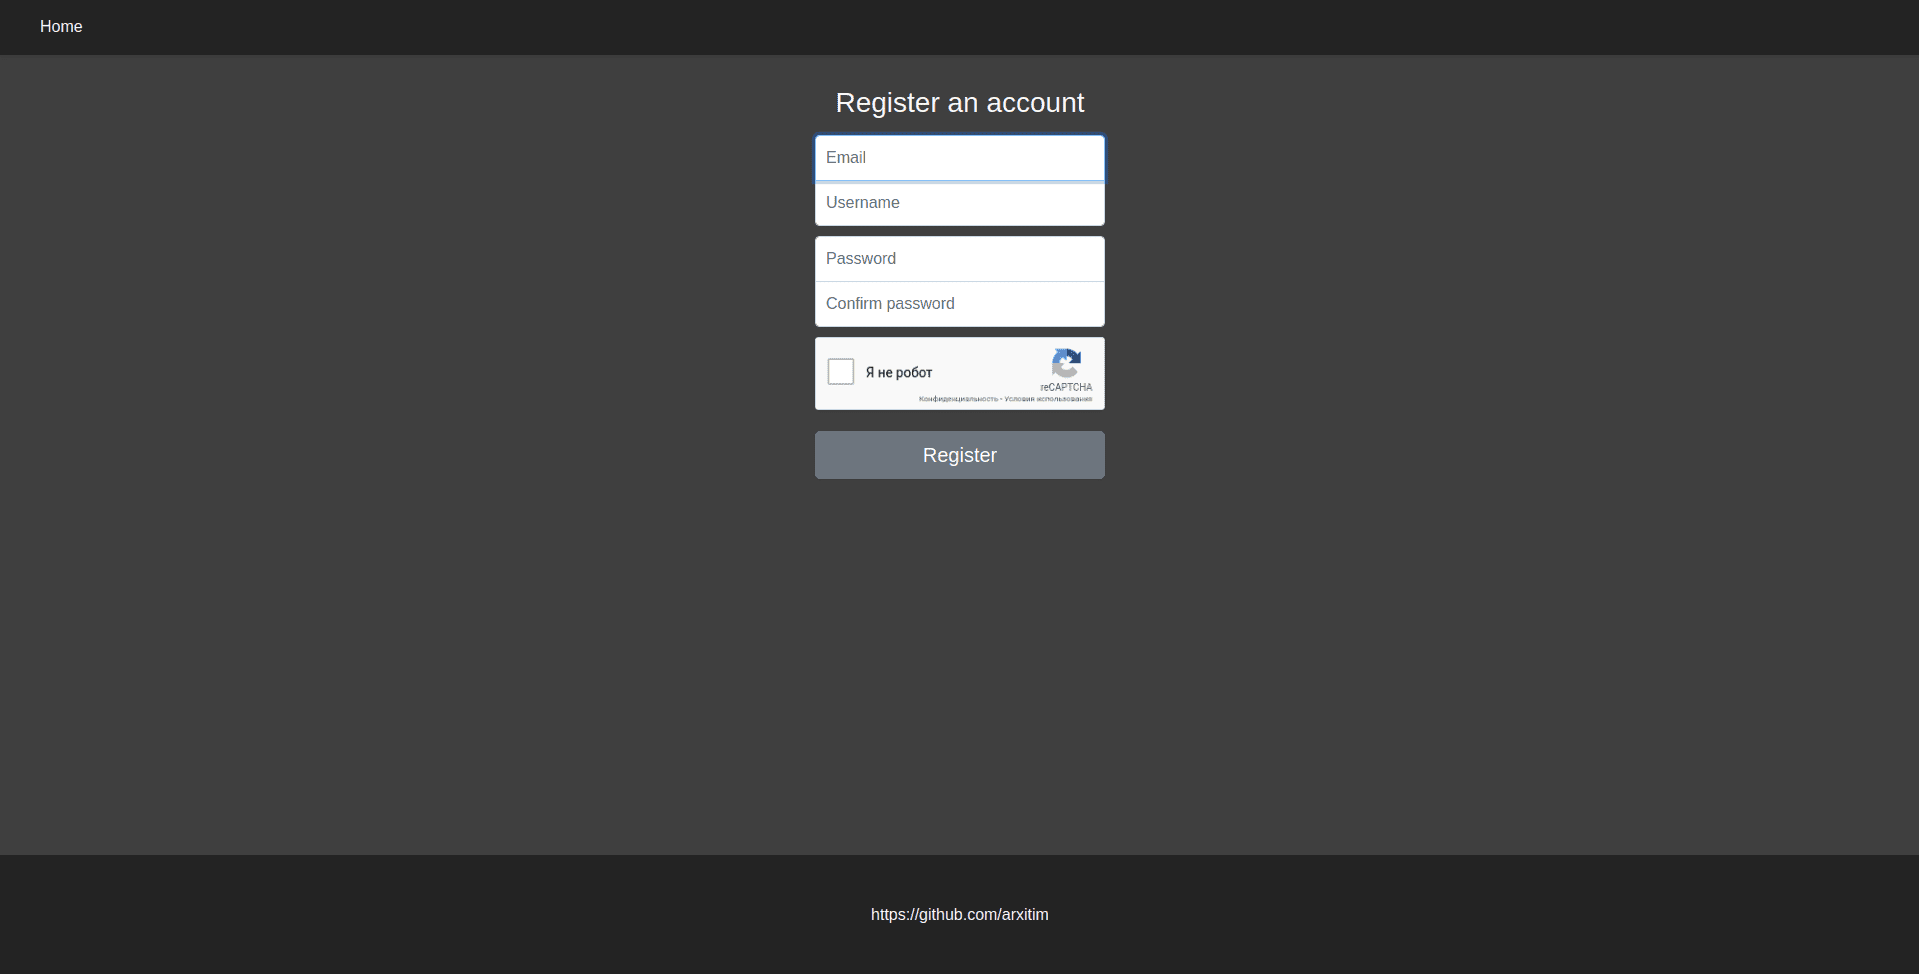 Home
Register an account
Email
Username
Password
Confirm password
Я не робот
reCAPTCHA
Конфиденциальность - Условия использования
Register
https://github.com/arxitim